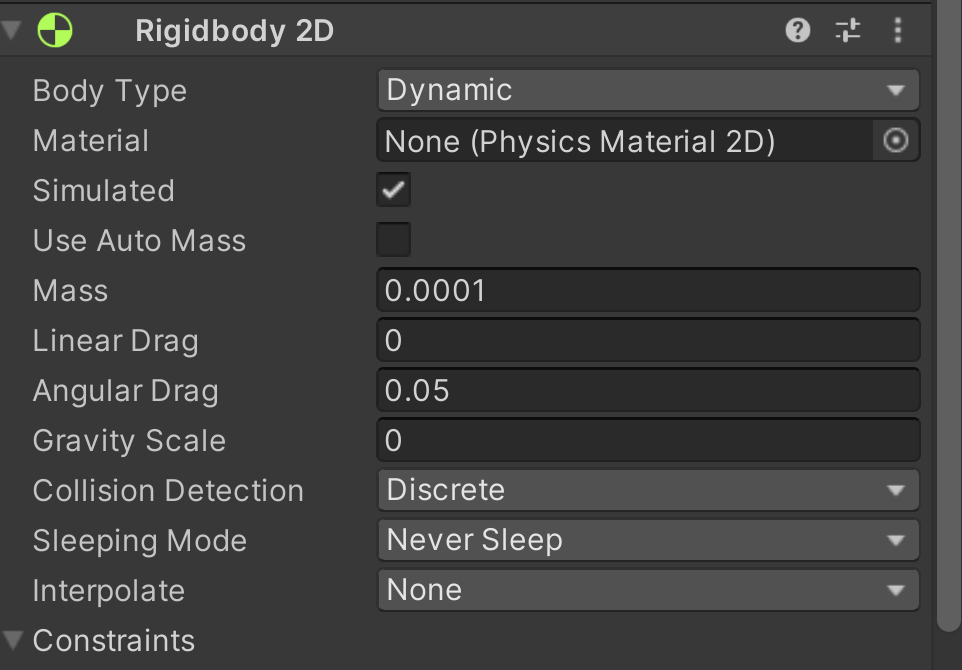 Rigidbody 2D
Body Type Dynamic
Material None (Physics Material 2D)
Simulated
Use Auto Mass
Mass 0.0001
Linear Drag 0
Angular Drag 0.05
Gravity Scale 0
Collision Detection Discrete
Sleeping Mode Never Sleep
Interpolate None
Constraints